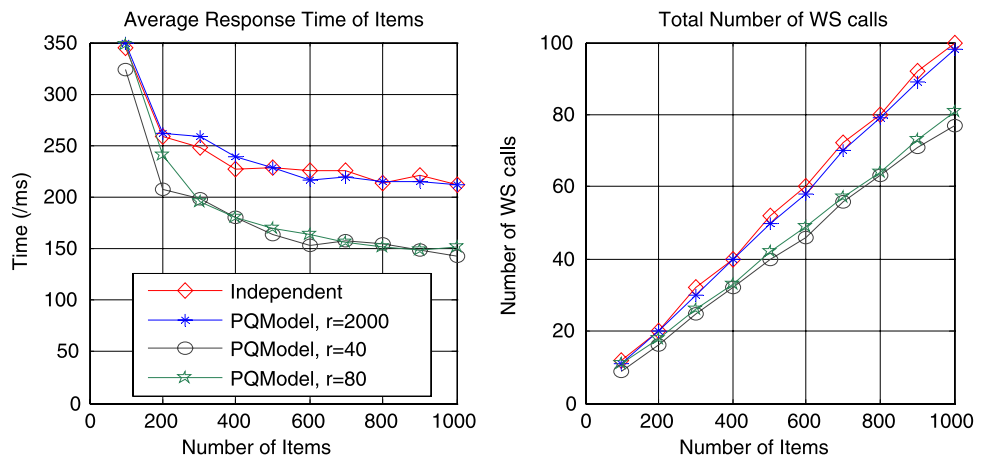 Average Response Time of Items
350
300
250
200
150
100
50
0
Time (/ms)
Independent
PQModel, r=2000
PQModel, r=40
PQModel, r=80
0 200 400 600 800 1000
Number of Items
Total Number of WS calls
100
80
60
40
20
0
Number of WS calls
0 200 400 600 800 1000
Number of Items